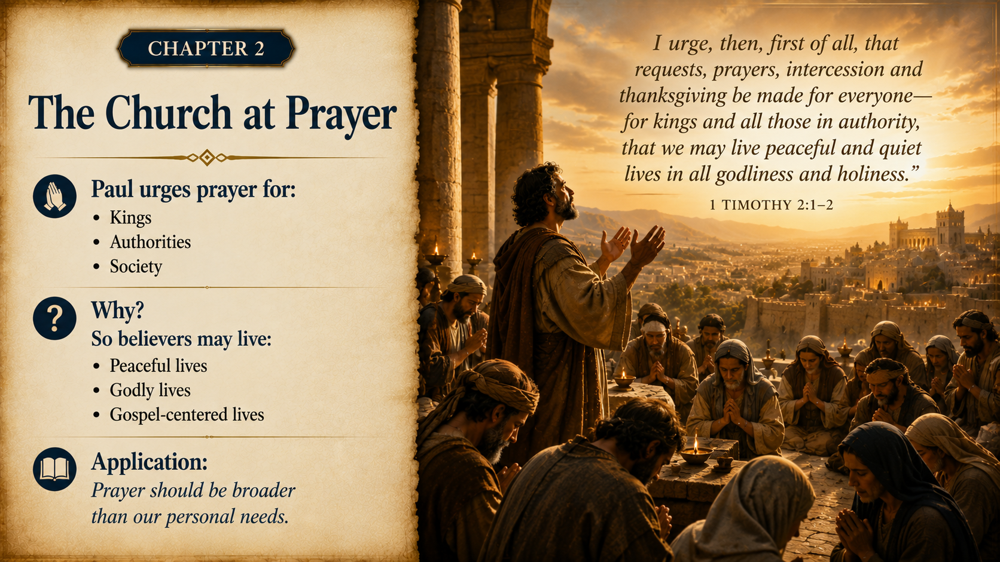 CHAPTER 2
The Church at Prayer
Paul urges prayer for:
• Kings
• Authorities
• Society
?
Why?
So believers may live:
• Peaceful lives
• Godly lives
• Gospel-centered lives
Application:
Prayer should be broader
than our personal needs.
I urge, then, first of all, that
requests, prayers, intercession and
thanksgiving be made for everyone—
for kings and all those in authority,
that we may live peaceful and quiet
lives in all godliness and holiness.”
1 TIMOTHY 2:1–2